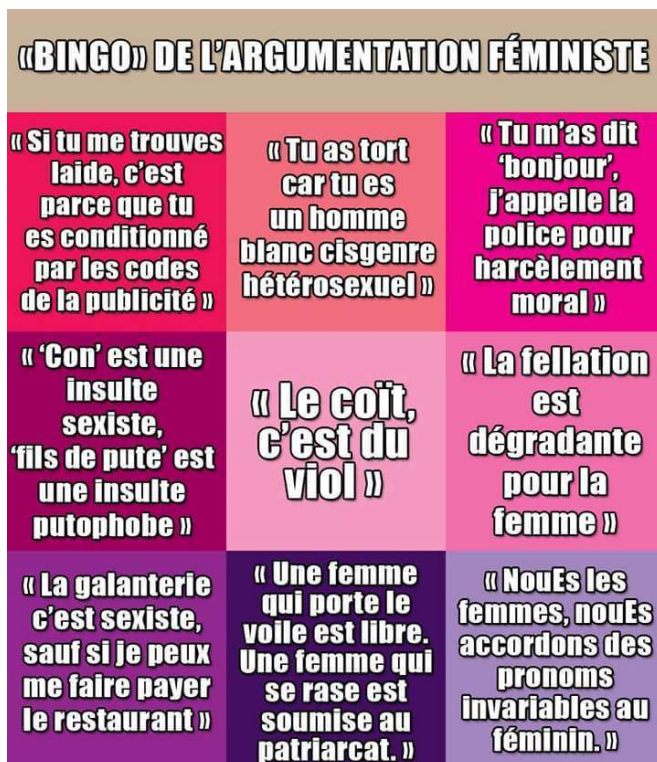 «BINGO» DE L'ARGUMENTATION FÉMINISTE
« Si tu me trouves
laide, c'est
parce que tu
es conditionné
par les codes
de la publicité »
« Tu as tort
car tu es
un homme
blanc cisgenre
hétérosexuel »
« Tu m'as dit
'bonjour',
j'appelle la
police pour
harcèlement
moral »
« 'Con' est une
insulte
sexiste,
'fils de pute' est
une insulte
putophobe »
« Le coït,
c'est du
viol »
« La fellation
est
dégradante
pour la
femme »
« La galanterie
c'est sexiste,
sauf si je peux
me faire payer
le restaurant »
« Une femme
qui porte le
voile est libre.
Une femme qui
se rase est
soumise au
patriarcat. »
« NouEs les
femmes, nouEs
accordons des
pronoms
invariables au
féminin. »